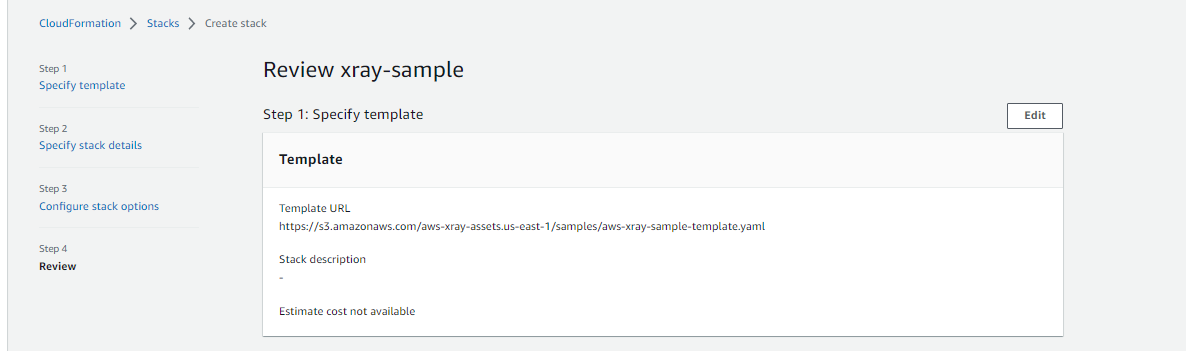 CloudFormation > Stacks > Create stack
Step 1
Specify template
Step 2
Specify stack details
Step 3
Configure stack options
Step 4
Review
Review xray-sample
Step 1: Specify template
Edit
Template
Template URL
https://s3.amazonaws.com/aws-xray-assets.us-east-1/samples/aws-xray-sample-template.yaml
Stack description
-
Estimate cost not available